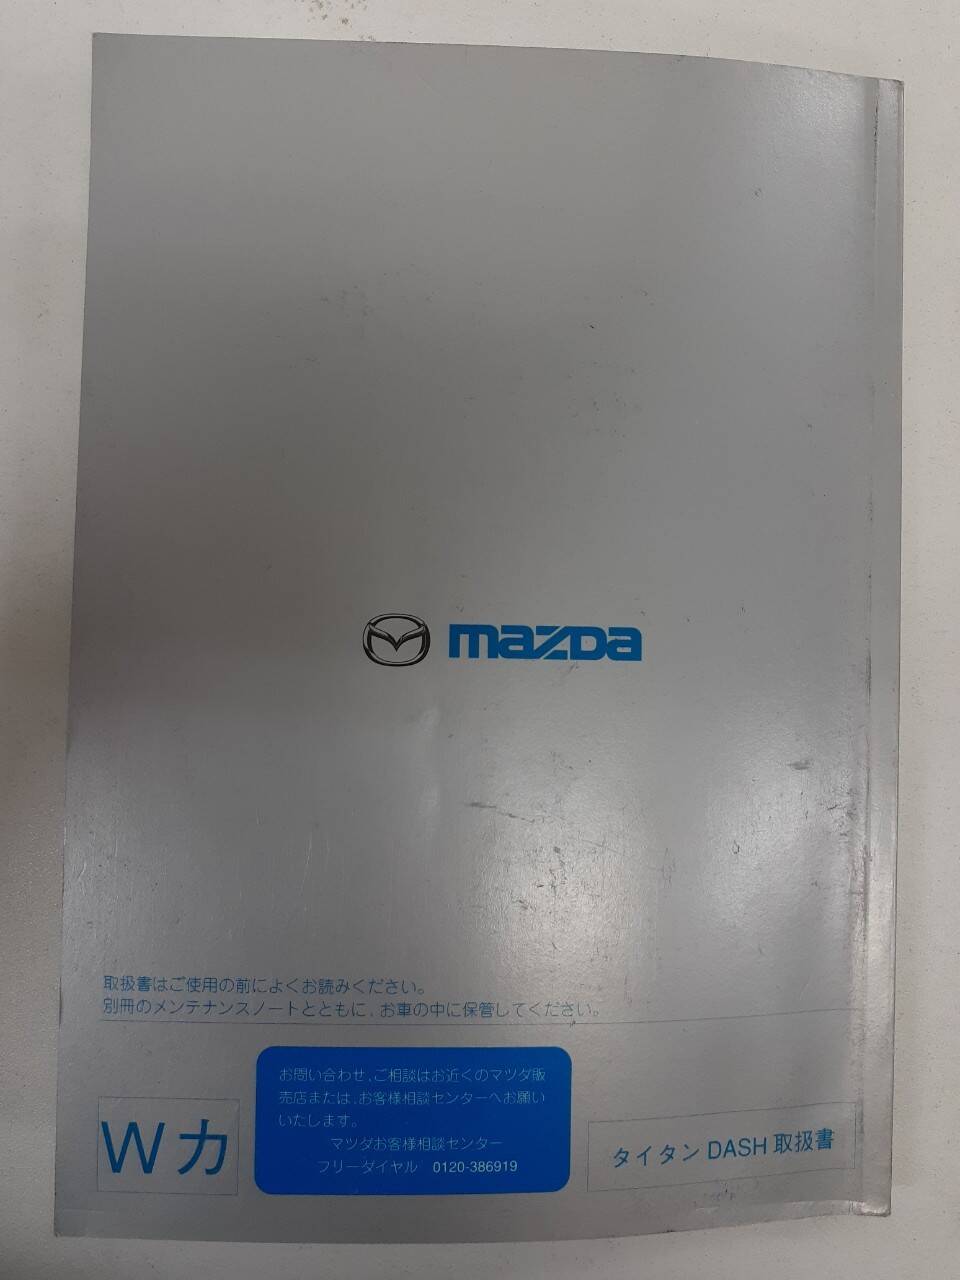 mazda
取扱書はご使用の前によくお読みください。
別冊のメンテナンスノートとともに、お車の中に保管してください。
Wカ
お問い合わせ、ご相談はお近くのマツダ販
売店または、お客様相談センターへお願い
いたします。
マツダお客様相談センター
フリーダイヤル 0120-386919
タイタン DASH 取扱書